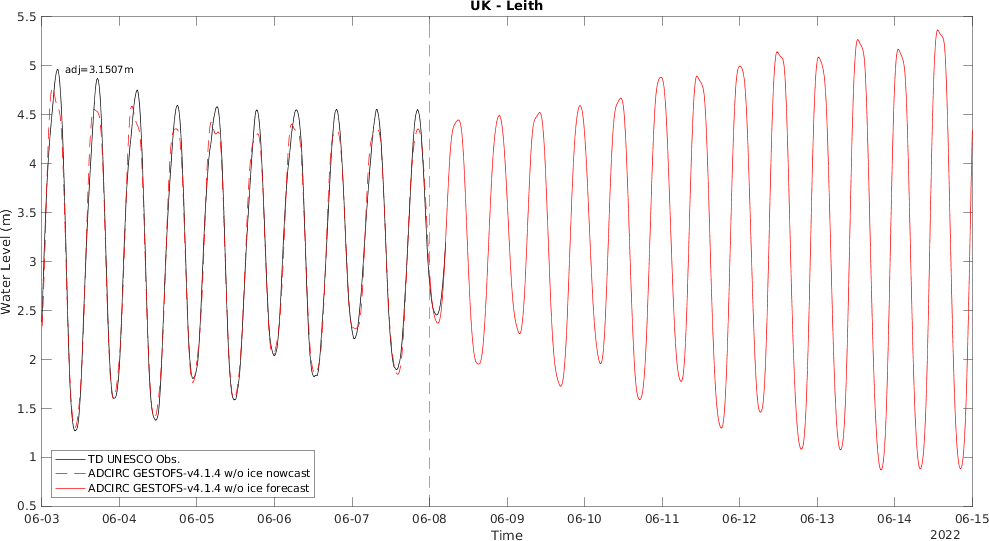 UK - Leith
adj=3.1507m
Water Level (m)
5.5
5
4.5
4
3.5
3
2.5
2
1.5
1
0.5
TD UNESCO Obs.
ADCIRC GESTOFS-v4.1.4 w/o ice nowcast
ADCIRC GESTOFS-v4.1.4 w/o ice forecast
06-03 06-04 06-05 06-06 06-07 06-08 06-09 06-10 06-11 06-12 06-13 06-14 06-15
Time
2022